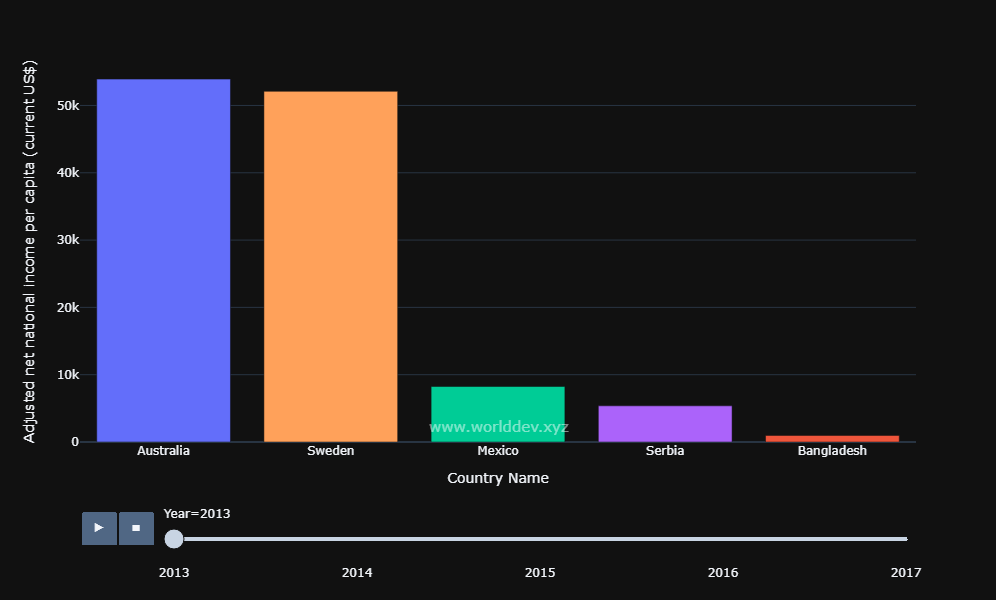 Adjusted net national income per capita (current US$)
50k
40k
30k
20k
10k
0
www.worlddev.xyz
Australia
Sweden
Mexico
Serbia
Bangladesh
Country Name
Year=2013
2013
2014
2015
2016
2017